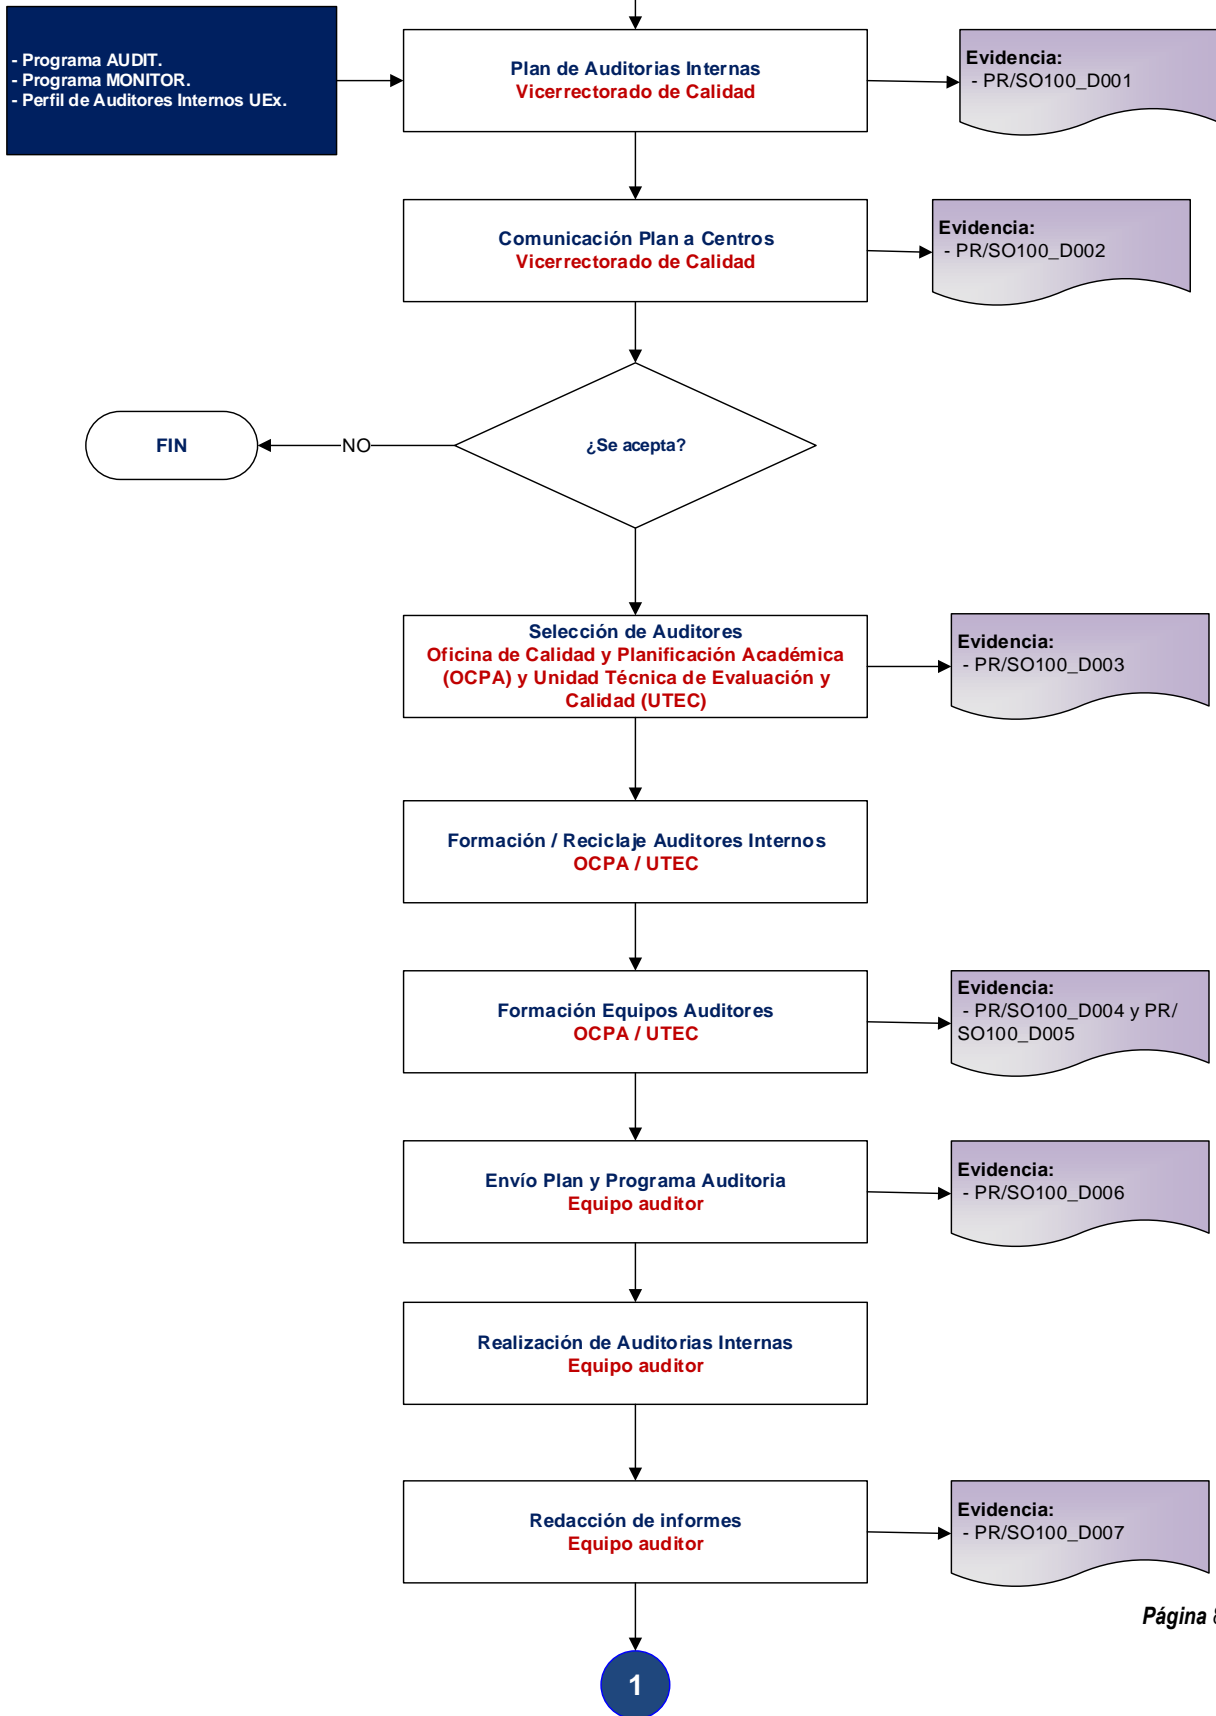 - Programa AUDIT.
- Programa MONITOR.
- Perfil de Auditores Internos UEx.
Plan de Auditorias Internas
Vicerrectorado de Calidad
Evidencia:
- PR/SO100_D001
Comunicación Plan a Centros
Vicerrectorado de Calidad
Evidencia:
- PR/SO100_D002
FIN
NO
¿Se acepta?
Selección de Auditores
Oficina de Calidad y Planificación Académica
(OCPA) y Unidad Técnica de Evaluación y
Calidad (UTEC)
Evidencia:
- PR/SO100_D003
Formación / Reciclaje Auditores Internos
OCPA / UTEC
Formación Equipos Auditores
OCPA / UTEC
Evidencia:
- PR/SO100_D004 y PR/
SO100_D005
Envío Plan y Programa Auditoria
Equipo auditor
Evidencia:
- PR/SO100_D006
Realización de Auditorias Internas
Equipo auditor
Redacción de informes
Equipo auditor
Evidencia:
- PR/SO100_D007
Página
1